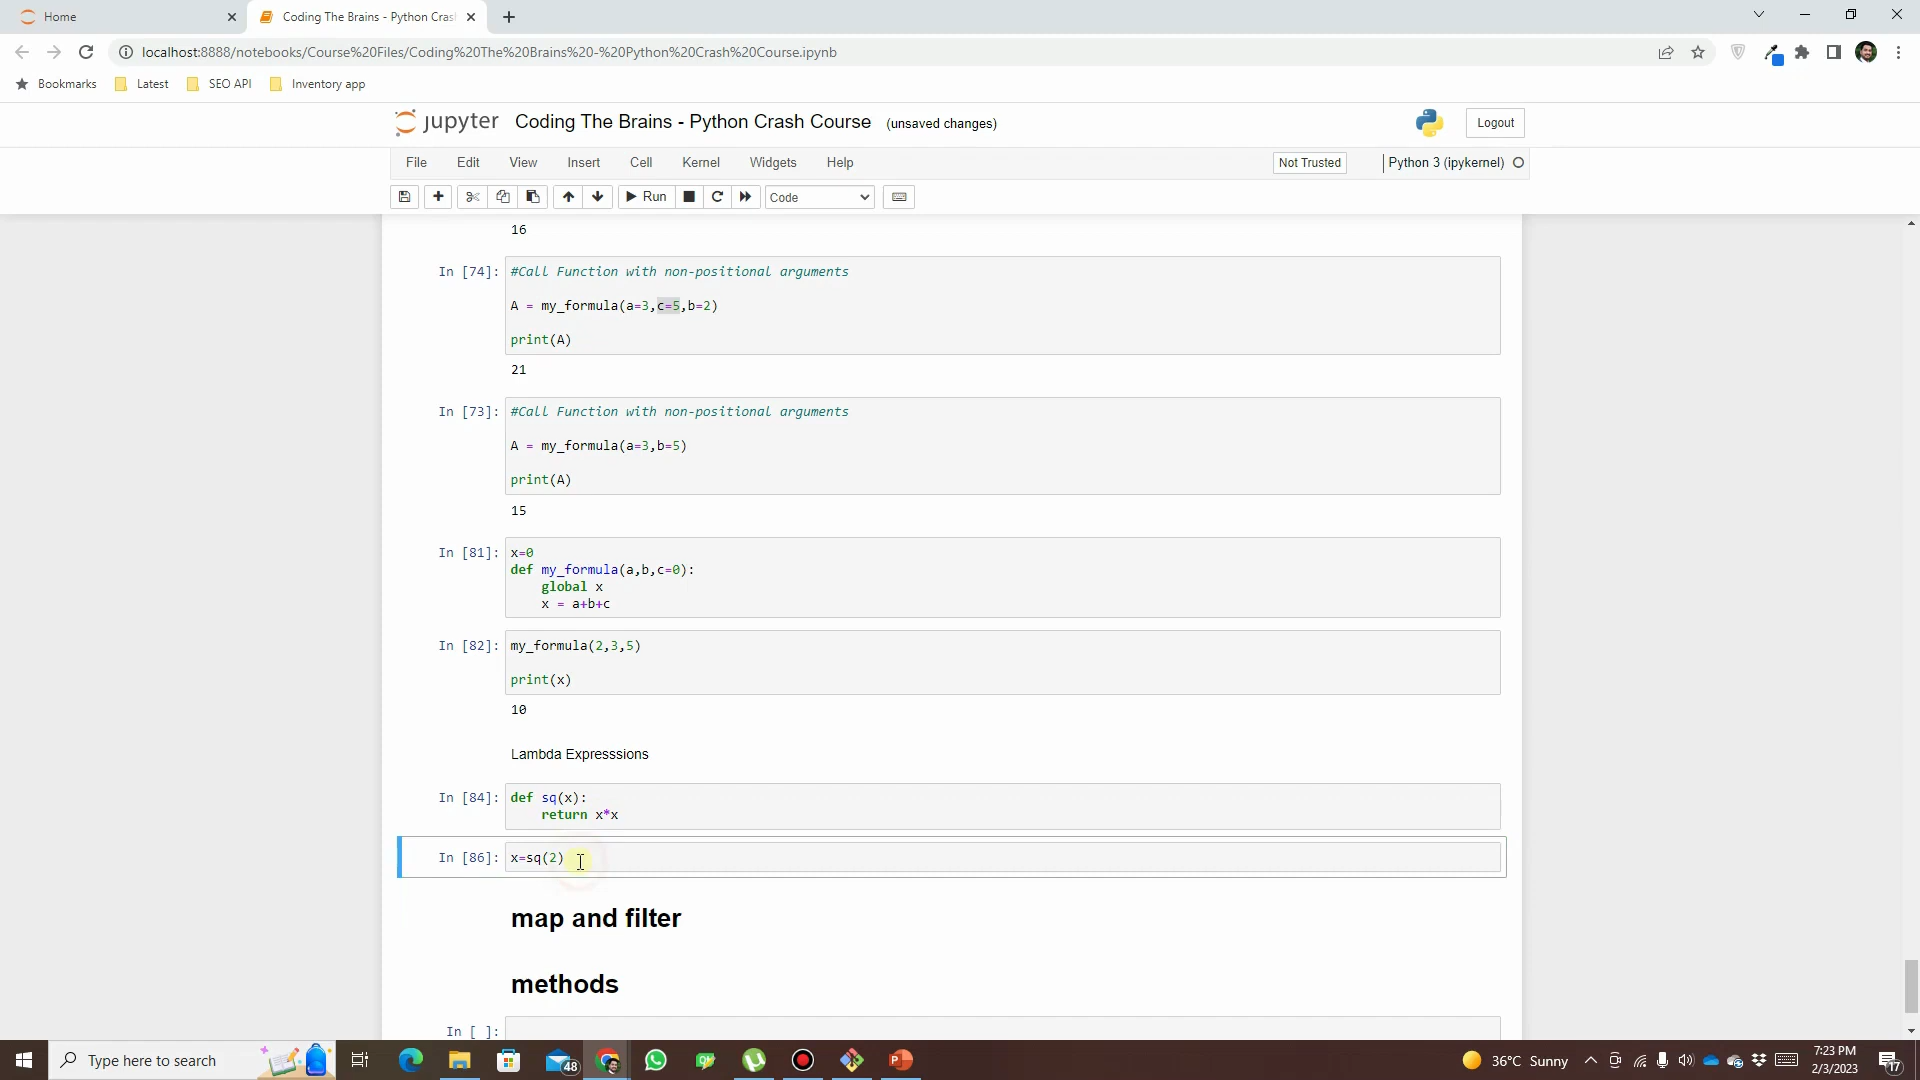 Home
Coding The Brains - Python Cras
localhost:8888/notebooks/Course%20Files/Coding%20The%20Brains%20-%20Python%20Crash%20Course.ipynb
Bookmarks
Latest
SEO API
Inventory app
jupyter
Coding The Brains - Python Crash Course
(unsaved changes)
Logout
File
Edit
View
Insert
Cell
Kernel
Widgets
Help
Not Trusted
Python 3 (ipykernel)
Run
Code
16
In [74]:
#Call Function with non-positional arguments
A = my_formula(a=3,c=5,b=2)
print(A)
21
In [73]:
#Call Function with non-positional arguments
A = my_formula(a=3,b=5)
print(A)
15
In [81]:
x=0
def my_formula(a,b,c=0):
    global x
    x = a+b+c
In [82]:
my_formula(2,3,5)
print(x)
10
Lambda Expresssions
In [84]:
def sq(x):
    return x*x
In [86]:
x=sq(2)
map and filter
methods
In [ ]:
Type here to search
48
36°C Sunny
7:23 PM
2/3/2023
17